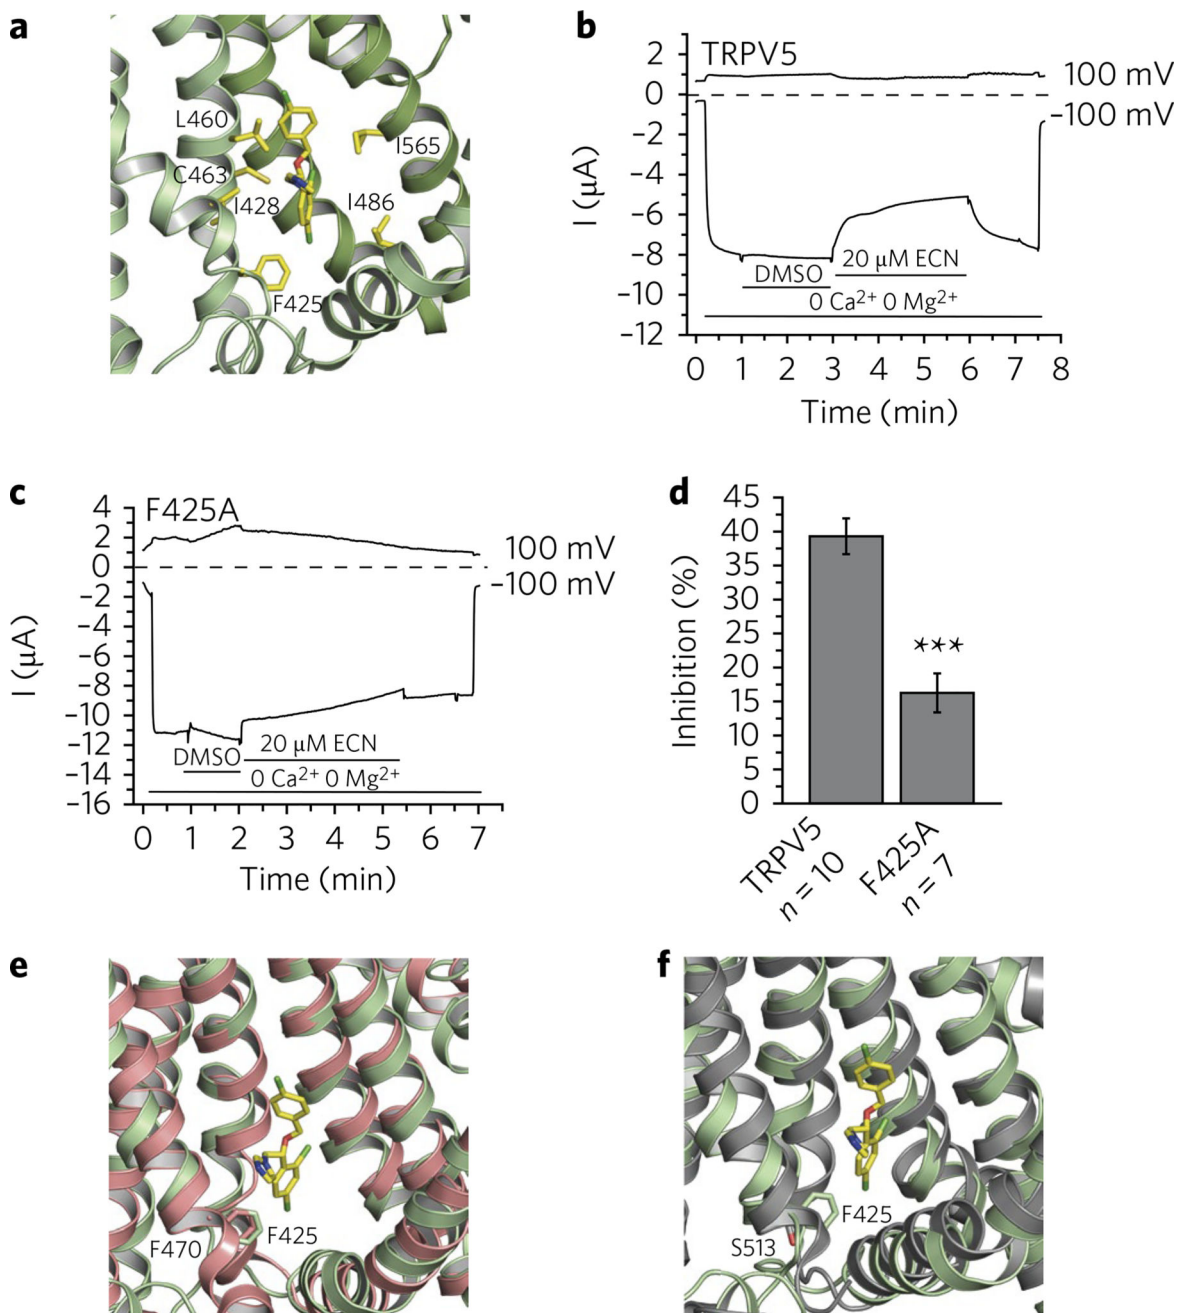 a
L460
C463
I428
I565
I486
F425
b
TRPV5
100 mV
−100 mV
I (μA)
2
0
−2
−4
−6
−8
−10
−12
DMSO
20 μM ECN
0 Ca²⁺ 0 Mg²⁺
0 1 2 3 4 5 6 7 8
Time (min)
c
F425A
100 mV
−100 mV
I (μA)
4
2
0
−2
−4
−6
−8
−10
−12
−14
−16
DMSO
20 μM ECN
0 Ca²⁺ 0 Mg²⁺
0 1 2 3 4 5 6 7
Time (min)
d
Inhibition (%)
45
40
35
30
25
20
15
10
5
0
***
TRPV5
n = 10
F425A
n = 7
e
F470
F425
f
F425
S513